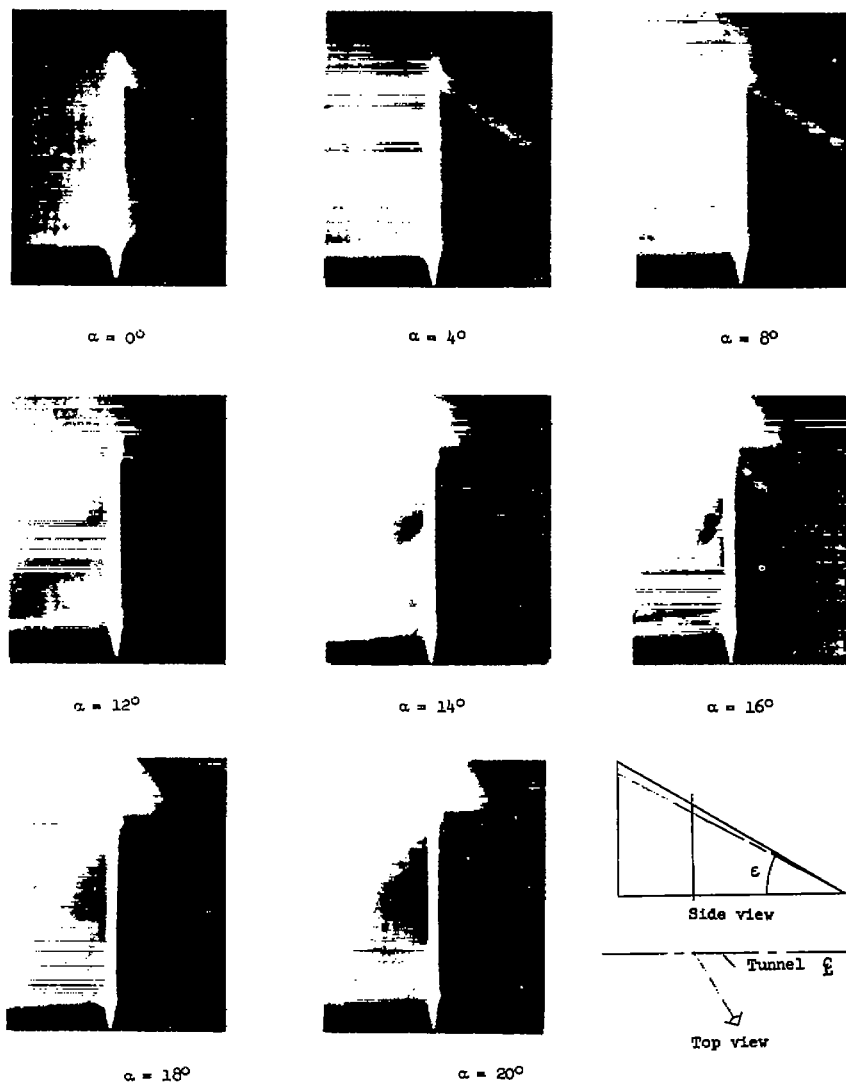 α = 0°
α = 4°
α = 8°
α = 12°
α = 14°
α = 16°
α = 18°
α = 20°
ε
Side view
Tunnel ℄
Top view